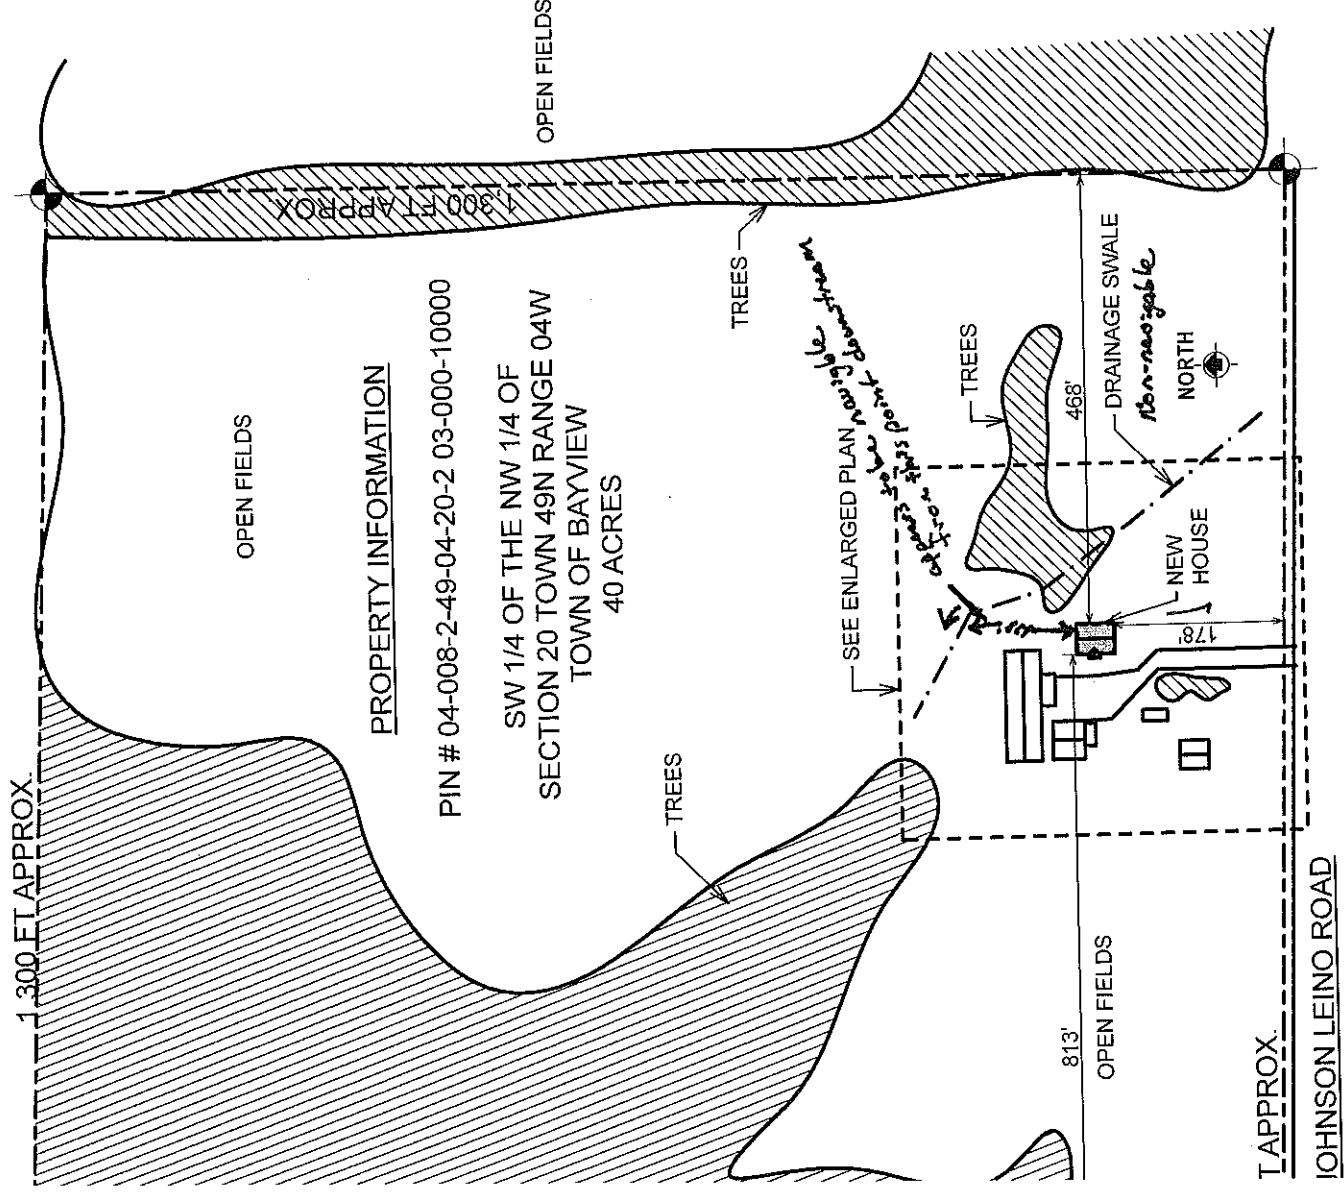 1,300 FT APPROX.
OPEN FIELDS
OPEN FIELDS
1,300 FT APPROX
PROPERTY INFORMATION
PIN # 04-008-2-49-04-20-2 03-000-10000
SW 1/4 OF THE NW 1/4 OF
SECTION 20 TOWN 49N RANGE 04W
TOWN OF BAYVIEW
40 ACRES
TREES
TREES
SEE ENLARGED PLAN
appears to be navigable
from this point downstream
TREES
468'
DRAINAGE SWALE
Non-navigable
NORTH
NEW
HOUSE
178'
813'
OPEN FIELDS
T APPROX.
JOHNSON LEINO ROAD